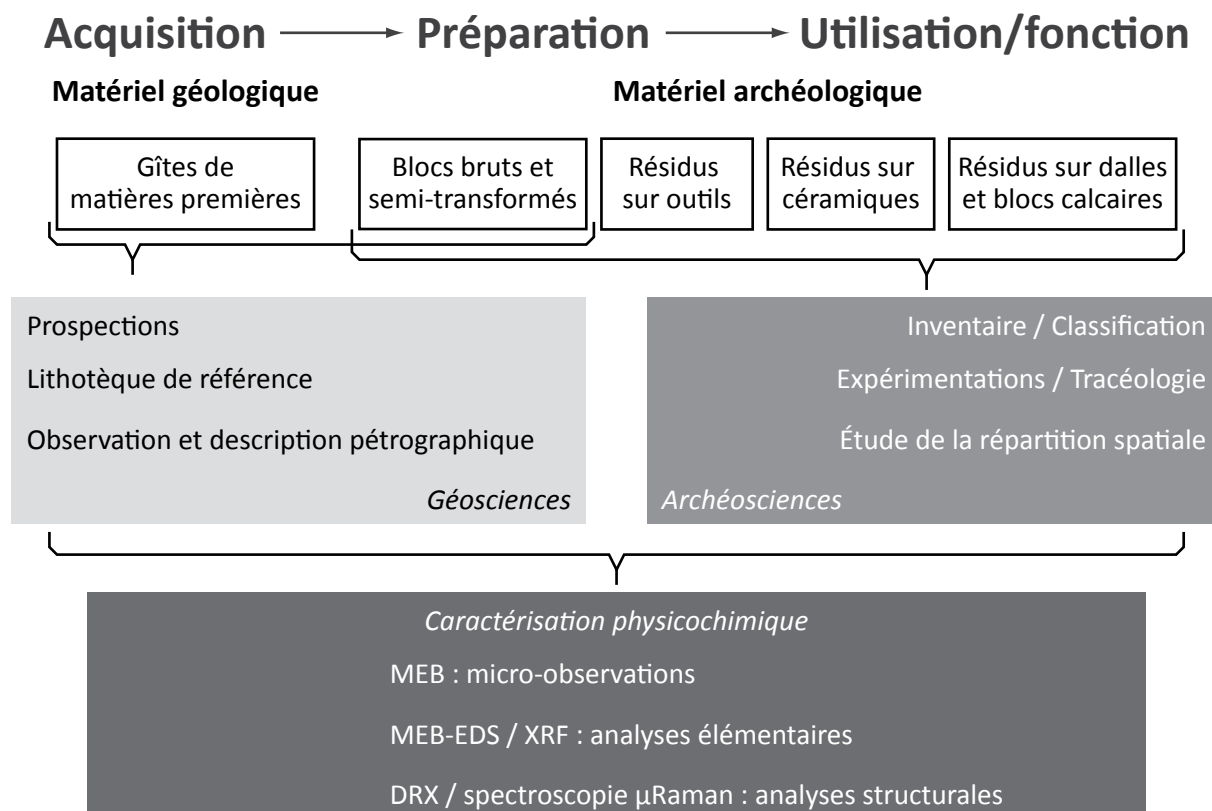 Acquisition Préparation Utilisation/fonction
Matériel géologique Matériel archéologique
Gîtes de
matières premières
Blocs bruts et
semi-transformés
Résidus
sur outils
Résidus sur
céramiques
Résidus sur dalles
et blocs calcaires
Prospections
Lithotèque de référence
Observation et description pétrographique
Géosciences
Inventaire / Classification
Expérimentations / Tracéologie
Étude de la répartition spatiale
Archéosciences
Caractérisation physicochimique
MEB : micro-observations
MEB-EDS / XRF : analyses élémentaires
DRX / spectroscopie µRaman : analyses structurales